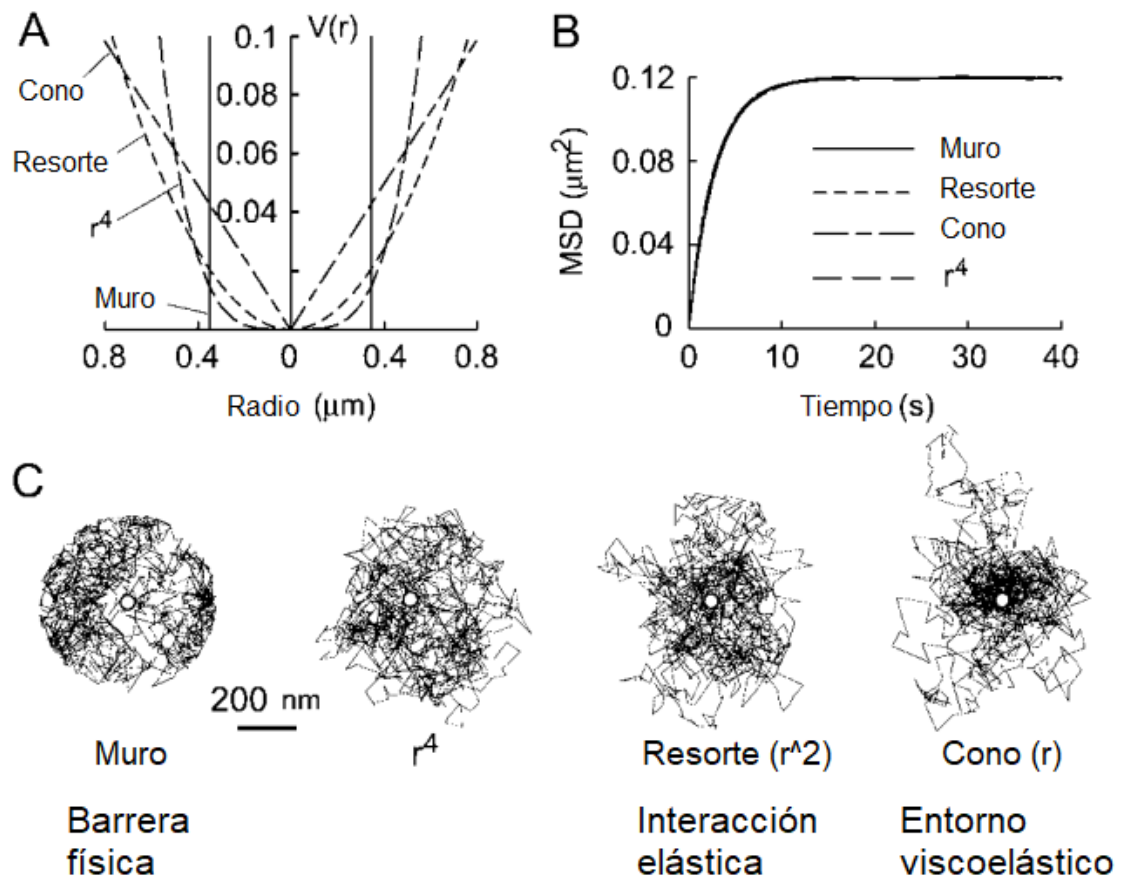 A
V(r)
0.1
0.08
0.06
0.04
Cono
Resorte
r⁴
Muro
0.8
0.4
0
0.4
0.8
Radio (μm)
B
0.12
0.08
0.04
0
MSD (μm²)
Muro
Resorte
Cono
r⁴
0
10
20
30
40
Tiempo (s)
C
200 nm
Muro
r⁴
Resorte (r^2)
Cono (r)
Barrera
física
Interacción
elástica
Entorno
viscoelástico